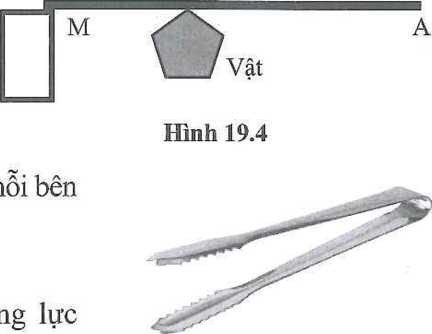 M A
Vật
Hình 19.4
ỗi bên
ng lực